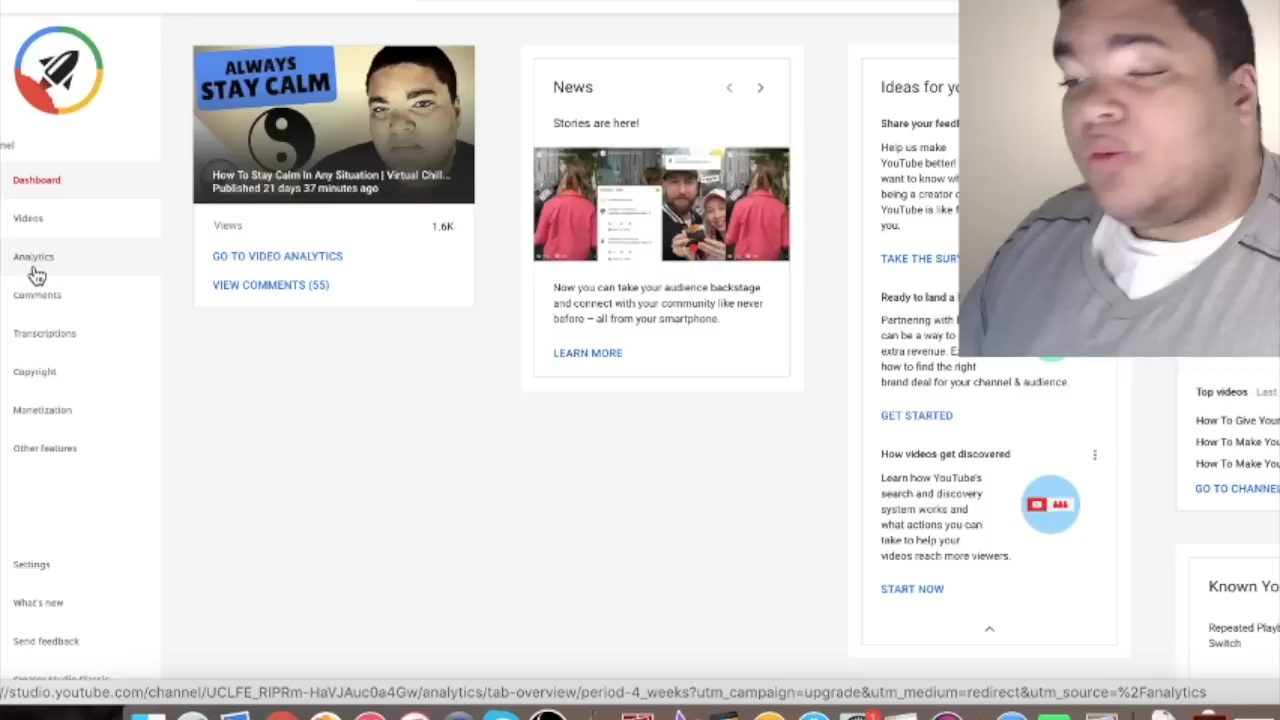 nel
Dashboard
Videos
Analytics
Comments
Transcriptions
Copyright
Monetization
Other features
Settings
What's new
Send feedback
Creator Studio Classic
ALWAYS
STAY CALM
How To Stay Calm In Any Situation | Virtual Chill...
Published 21 days 37 minutes ago
Views 1.6K
GO TO VIDEO ANALYTICS
VIEW COMMENTS (55)
News
Stories are here!
Now you can take your audience backstage
and connect with your community like never
before – all from your smartphone.
LEARN MORE
Ideas for yo
Share your feedb
Help us make
YouTube better!
want to know wh
being a creator o
YouTube is like f
you.
TAKE THE SUR
Ready to land a
Partnering with
can be a way to
extra revenue. E
how to find the right
brand deal for your channel & audience.
GET STARTED
How videos get discovered
Learn how YouTube's
search and discovery
system works and
what actions you can
take to help your
videos reach more viewers.
START NOW
Top videos Last
How To Give Your
How To Make You
How To Make You
GO TO CHANNEL
Known Yo
Repeated Playb
Switch
//studio.youtube.com/channel/UCLFE_RIPRm-HaVJAuc0a4Gw/analytics/tab-overview/period-4_weeks?utm_campaign=upgrade&utm_medium=redirect&utm_source=%2Fanalytics